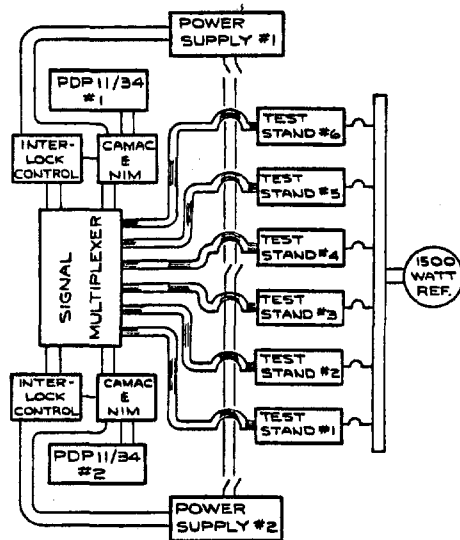 POWER
SUPPLY #1
PDP11/34
#1
INTER-
LOCK
CONTROL
CAMAC
&
NIM
TEST
STAND #6
TEST
STAND #5
TEST
STAND #4
TEST
STAND #3
TEST
STAND #2
TEST
STAND #1
1500
WATT
REF.
SIGNAL
MULTIPLEXER
INTER-
LOCK
CONTROL
CAMAC
&
NIM
PDP 11/34
#2
POWER
SUPPLY #2